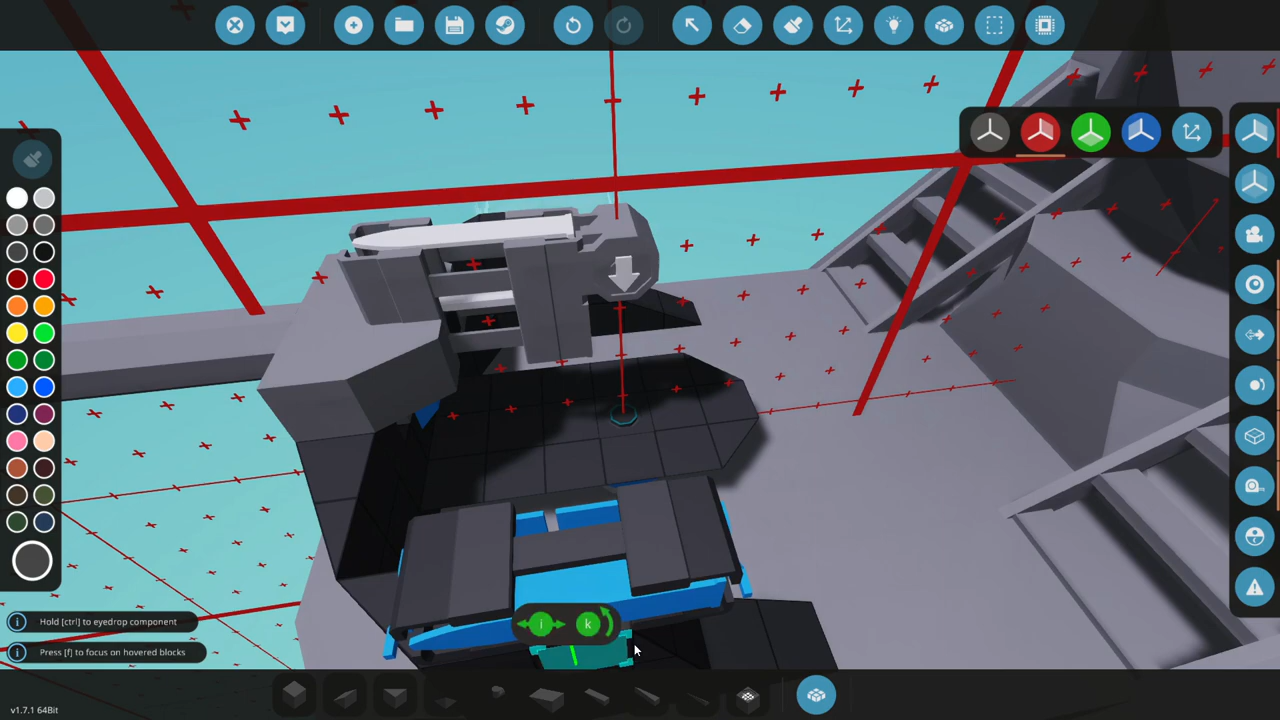 i
k
Hold [ctrl] to eyedrop component
Press [f] to focus on hovered blocks
v1.7.1 64Bit